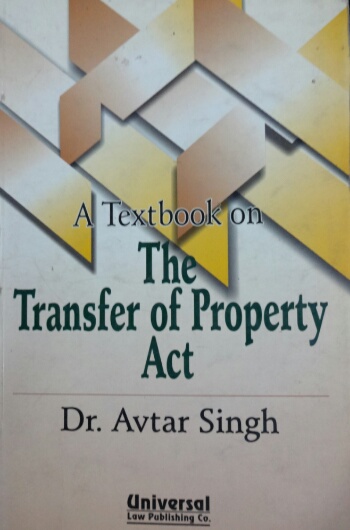 A Textbook on
The
Transfer of Property
Act
Dr. Avtar Singh
Universal
Law Publishing Co.